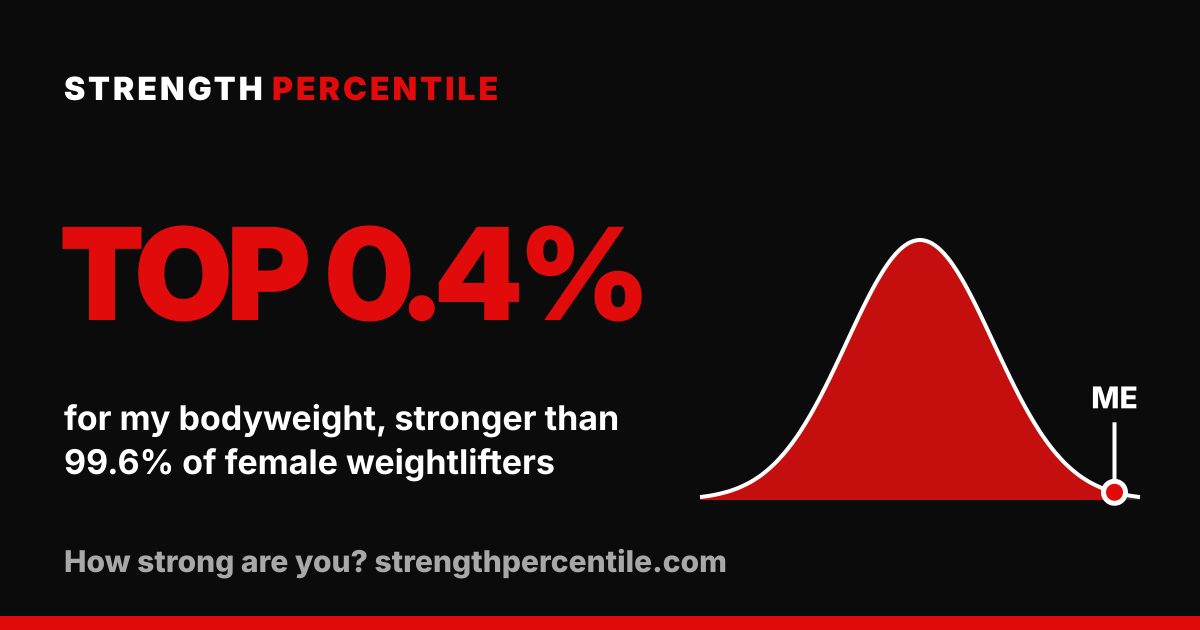 STRENGTH PERCENTILE
TOP 0.4%
for my bodyweight, stronger than
99.6% of female weightlifters
ME
How strong are you? strengthpercentile.com